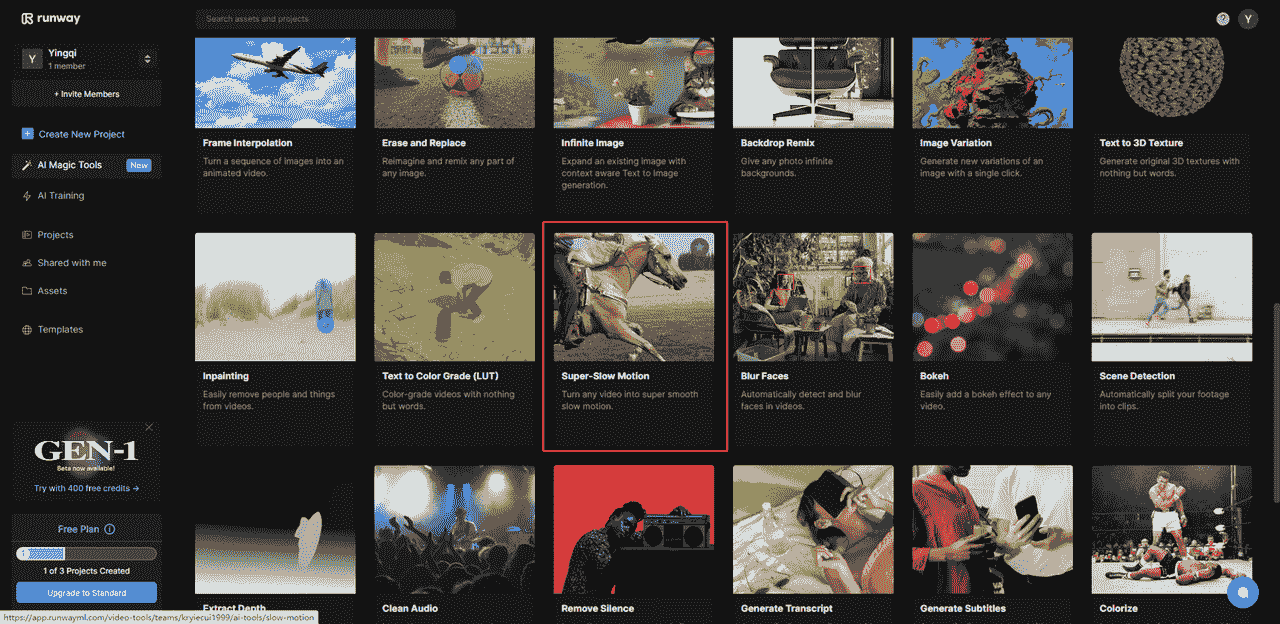 runway
Search assets and projects
?
Y
Y
Yingqi
1 member
+ Invite Members
Create New Project
AI Magic Tools
New
AI Training
Projects
Shared with me
Assets
Templates
GEN-1
Beta now available!
Try with 400 free credits →
Free Plan
1
1 of 3 Projects Created
Upgrade to Standard
Frame Interpolation
Turn a sequence of images into an
animated video.
Erase and Replace
Reimagine and remix any part of
any image.
Infinite Image
Expand an existing image with
context aware Text to Image
generation.
Backdrop Remix
Give any photo infinite
backgrounds.
Image Variation
Generate new variations of an
image with a single click.
Text to 3D Texture
Generate original 3D textures with
nothing but words.
Inpainting
Easily remove people and things
from videos.
Text to Color Grade (LUT)
Color-grade videos with nothing
but words.
Super-Slow Motion
Turn any video into super smooth
slow motion.
Blur Faces
Automatically detect and blur
faces in videos.
Bokeh
Easily add a bokeh effect to any
video.
Scene Detection
Automatically split your footage
into clips.
Extract Depth
Clean Audio
Remove Silence
Generate Transcript
Generate Subtitles
Colorize
https://app.runwayml.com/video-tools/teams/kryiecui1999/ai-tools/slow-motion